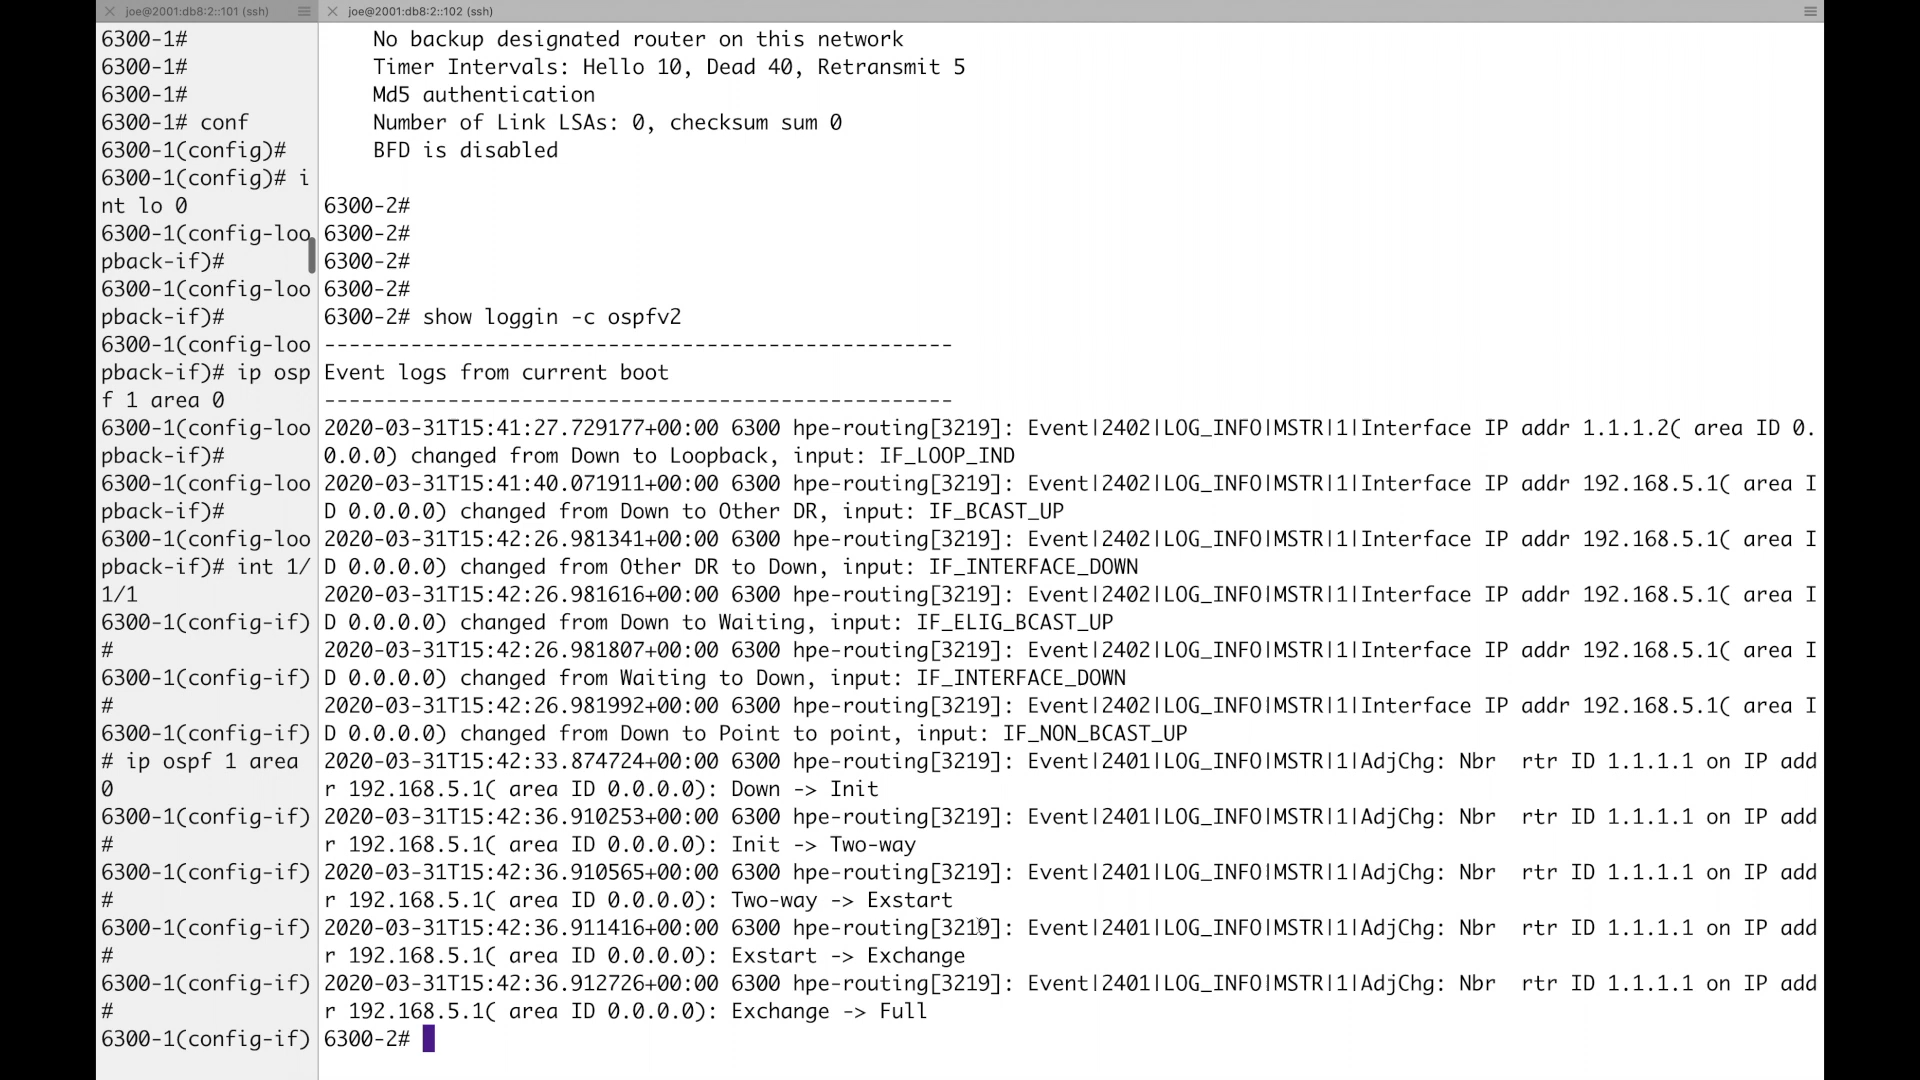 joe@2001:db8:2::101 (ssh)
6300-1#
6300-1#
6300-1#
6300-1# conf
6300-1(config)#
6300-1(config)# i
nt lo 0
6300-1(config-loo
pback-if)#
6300-1(config-loo
pback-if)#
6300-1(config-loo
pback-if)# ip osp
f 1 area 0
6300-1(config-loo
pback-if)#
6300-1(config-loo
pback-if)#
6300-1(config-loo
pback-if)# int 1/
1/1
6300-1(config-if)
#
6300-1(config-if)
#
6300-1(config-if)
# ip ospf 1 area
0
6300-1(config-if)
#
6300-1(config-if)
#
6300-1(config-if)
#
6300-1(config-if)
#
6300-1(config-if)
joe@2001:db8:2::102 (ssh)
No backup designated router on this network
Timer Intervals: Hello 10, Dead 40, Retransmit 5
Md5 authentication
Number of Link LSAs: 0, checksum sum 0
BFD is disabled
6300-2#
6300-2#
6300-2#
6300-2#
6300-2# show loggin -c ospfv2
---------------------------------------------------
Event logs from current boot
---------------------------------------------------
2020-03-31T15:41:27.729177+00:00 6300 hpe-routing[3219]: Event|2402|LOG_INFO|MSTR|1|Interface IP addr 1.1.1.2( area ID 0.
0.0.0) changed from Down to Loopback, input: IF_LOOP_IND
2020-03-31T15:41:40.071911+00:00 6300 hpe-routing[3219]: Event|2402|LOG_INFO|MSTR|1|Interface IP addr 192.168.5.1( area I
D 0.0.0.0) changed from Down to Other DR, input: IF_BCAST_UP
2020-03-31T15:42:26.981341+00:00 6300 hpe-routing[3219]: Event|2402|LOG_INFO|MSTR|1|Interface IP addr 192.168.5.1( area I
D 0.0.0.0) changed from Other DR to Down, input: IF_INTERFACE_DOWN
2020-03-31T15:42:26.981616+00:00 6300 hpe-routing[3219]: Event|2402|LOG_INFO|MSTR|1|Interface IP addr 192.168.5.1( area I
D 0.0.0.0) changed from Down to Waiting, input: IF_ELIG_BCAST_UP
2020-03-31T15:42:26.981807+00:00 6300 hpe-routing[3219]: Event|2402|LOG_INFO|MSTR|1|Interface IP addr 192.168.5.1( area I
D 0.0.0.0) changed from Waiting to Down, input: IF_INTERFACE_DOWN
2020-03-31T15:42:26.981992+00:00 6300 hpe-routing[3219]: Event|2402|LOG_INFO|MSTR|1|Interface IP addr 192.168.5.1( area I
D 0.0.0.0) changed from Down to Point to point, input: IF_NON_BCAST_UP
2020-03-31T15:42:33.874724+00:00 6300 hpe-routing[3219]: Event|2401|LOG_INFO|MSTR|1|AdjChg: Nbr  rtr ID 1.1.1.1 on IP add
r 192.168.5.1( area ID 0.0.0.0): Down -> Init
2020-03-31T15:42:36.910253+00:00 6300 hpe-routing[3219]: Event|2401|LOG_INFO|MSTR|1|AdjChg: Nbr  rtr ID 1.1.1.1 on IP add
r 192.168.5.1( area ID 0.0.0.0): Init -> Two-way
2020-03-31T15:42:36.910565+00:00 6300 hpe-routing[3219]: Event|2401|LOG_INFO|MSTR|1|AdjChg: Nbr  rtr ID 1.1.1.1 on IP add
r 192.168.5.1( area ID 0.0.0.0): Two-way -> Exstart
2020-03-31T15:42:36.911416+00:00 6300 hpe-routing[3219]: Event|2401|LOG_INFO|MSTR|1|AdjChg: Nbr  rtr ID 1.1.1.1 on IP add
r 192.168.5.1( area ID 0.0.0.0): Exstart -> Exchange
2020-03-31T15:42:36.912726+00:00 6300 hpe-routing[3219]: Event|2401|LOG_INFO|MSTR|1|AdjChg: Nbr  rtr ID 1.1.1.1 on IP add
r 192.168.5.1( area ID 0.0.0.0): Exchange -> Full
6300-2#